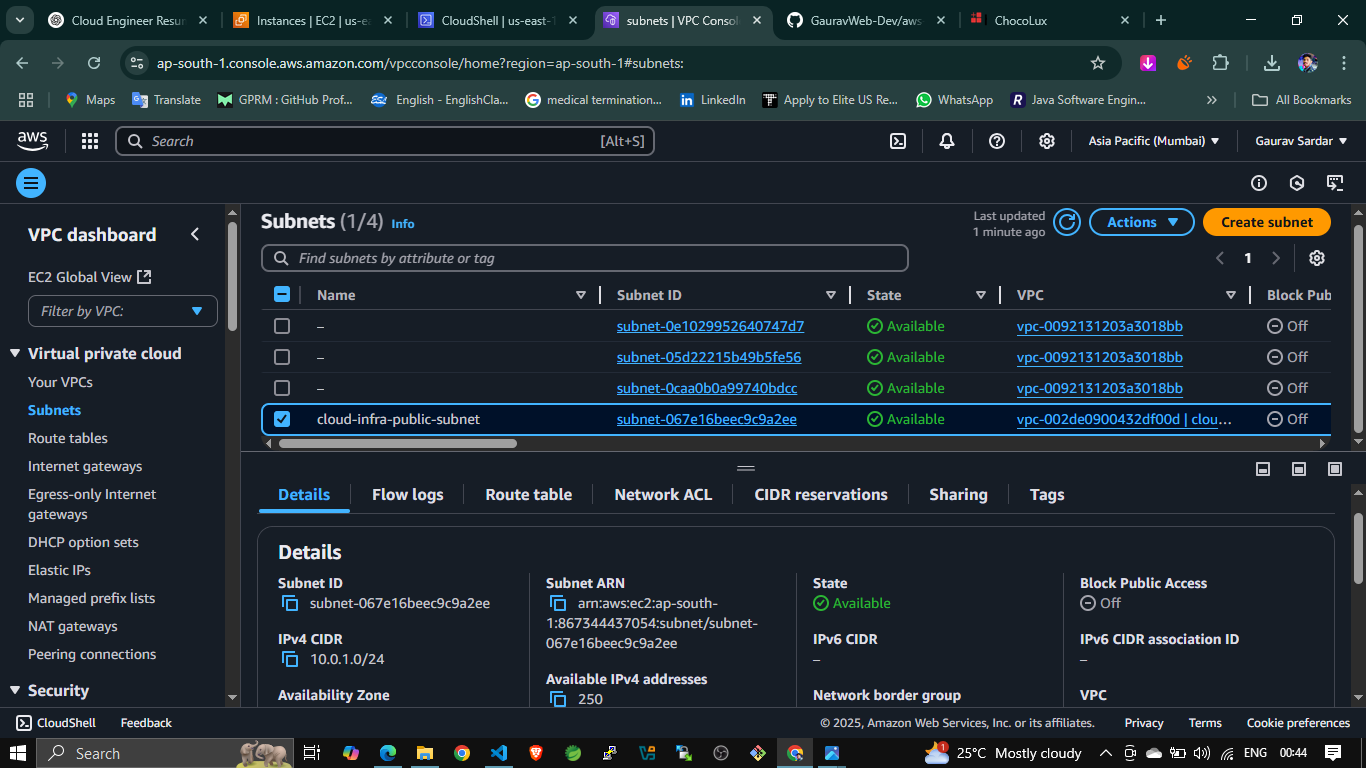 Cloud Engineer Resur
Instances | EC2 | us-ea
CloudShell | us-east-1
subnets | VPC Consol
GauravWeb-Dev/aws-
ChocoLux
ap-south-1.console.aws.amazon.com/vpcconsole/home?region=ap-south-1#subnets:
Maps
Translate
GPRM : GitHub Prof...
English - EnglishCla...
medical termination...
LinkedIn
Apply to Elite US Re...
WhatsApp
Java Software Engin...
All Bookmarks
aws
Search
[Alt+S]
Asia Pacific (Mumbai)
Gaurav Sardar
VPC dashboard
EC2 Global View
Filter by VPC:
Virtual private cloud
Your VPCs
Subnets
Route tables
Internet gateways
Egress-only Internet
gateways
DHCP option sets
Elastic IPs
Managed prefix lists
NAT gateways
Peering connections
Security
Subnets (1/4) Info
Last updated
1 minute ago
Actions
Create subnet
Find subnets by attribute or tag
1
Name Subnet ID State VPC Block Pub
– subnet-0e1029952640747d7 Available vpc-0092131203a3018bb Off
– subnet-05d22215b49b5fe56 Available vpc-0092131203a3018bb Off
– subnet-0caa0b0a99740bdcc Available vpc-0092131203a3018bb Off
cloud-infra-public-subnet subnet-067e16beec9c9a2ee Available vpc-002de0900432df00d | clou... Off
Details Flow logs Route table Network ACL CIDR reservations Sharing Tags
Details
Subnet ID
subnet-067e16beec9c9a2ee
IPv4 CIDR
10.0.1.0/24
Availability Zone
Subnet ARN
arn:aws:ec2:ap-south-
1:867344437054:subnet/subnet-
067e16beec9c9a2ee
Available IPv4 addresses
250
State
Available
IPv6 CIDR
–
Network border group
Block Public Access
Off
IPv6 CIDR association ID
–
VPC
CloudShell
Feedback
© 2025, Amazon Web Services, Inc. or its affiliates.
Privacy
Terms
Cookie preferences
Search
1
25°C Mostly cloudy
ENG
00:44